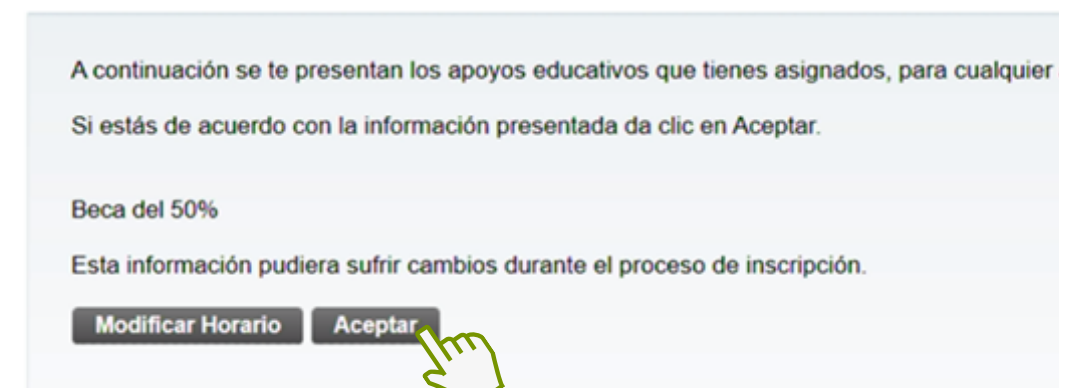 A continuación se te presentan los apoyos educativos que tienes asignados, para cualquier
Si estás de acuerdo con la información presentada da clic en Aceptar.
Beca del 50%
Esta información pudiera sufrir cambios durante el proceso de inscripción.
Modificar Horario Aceptar